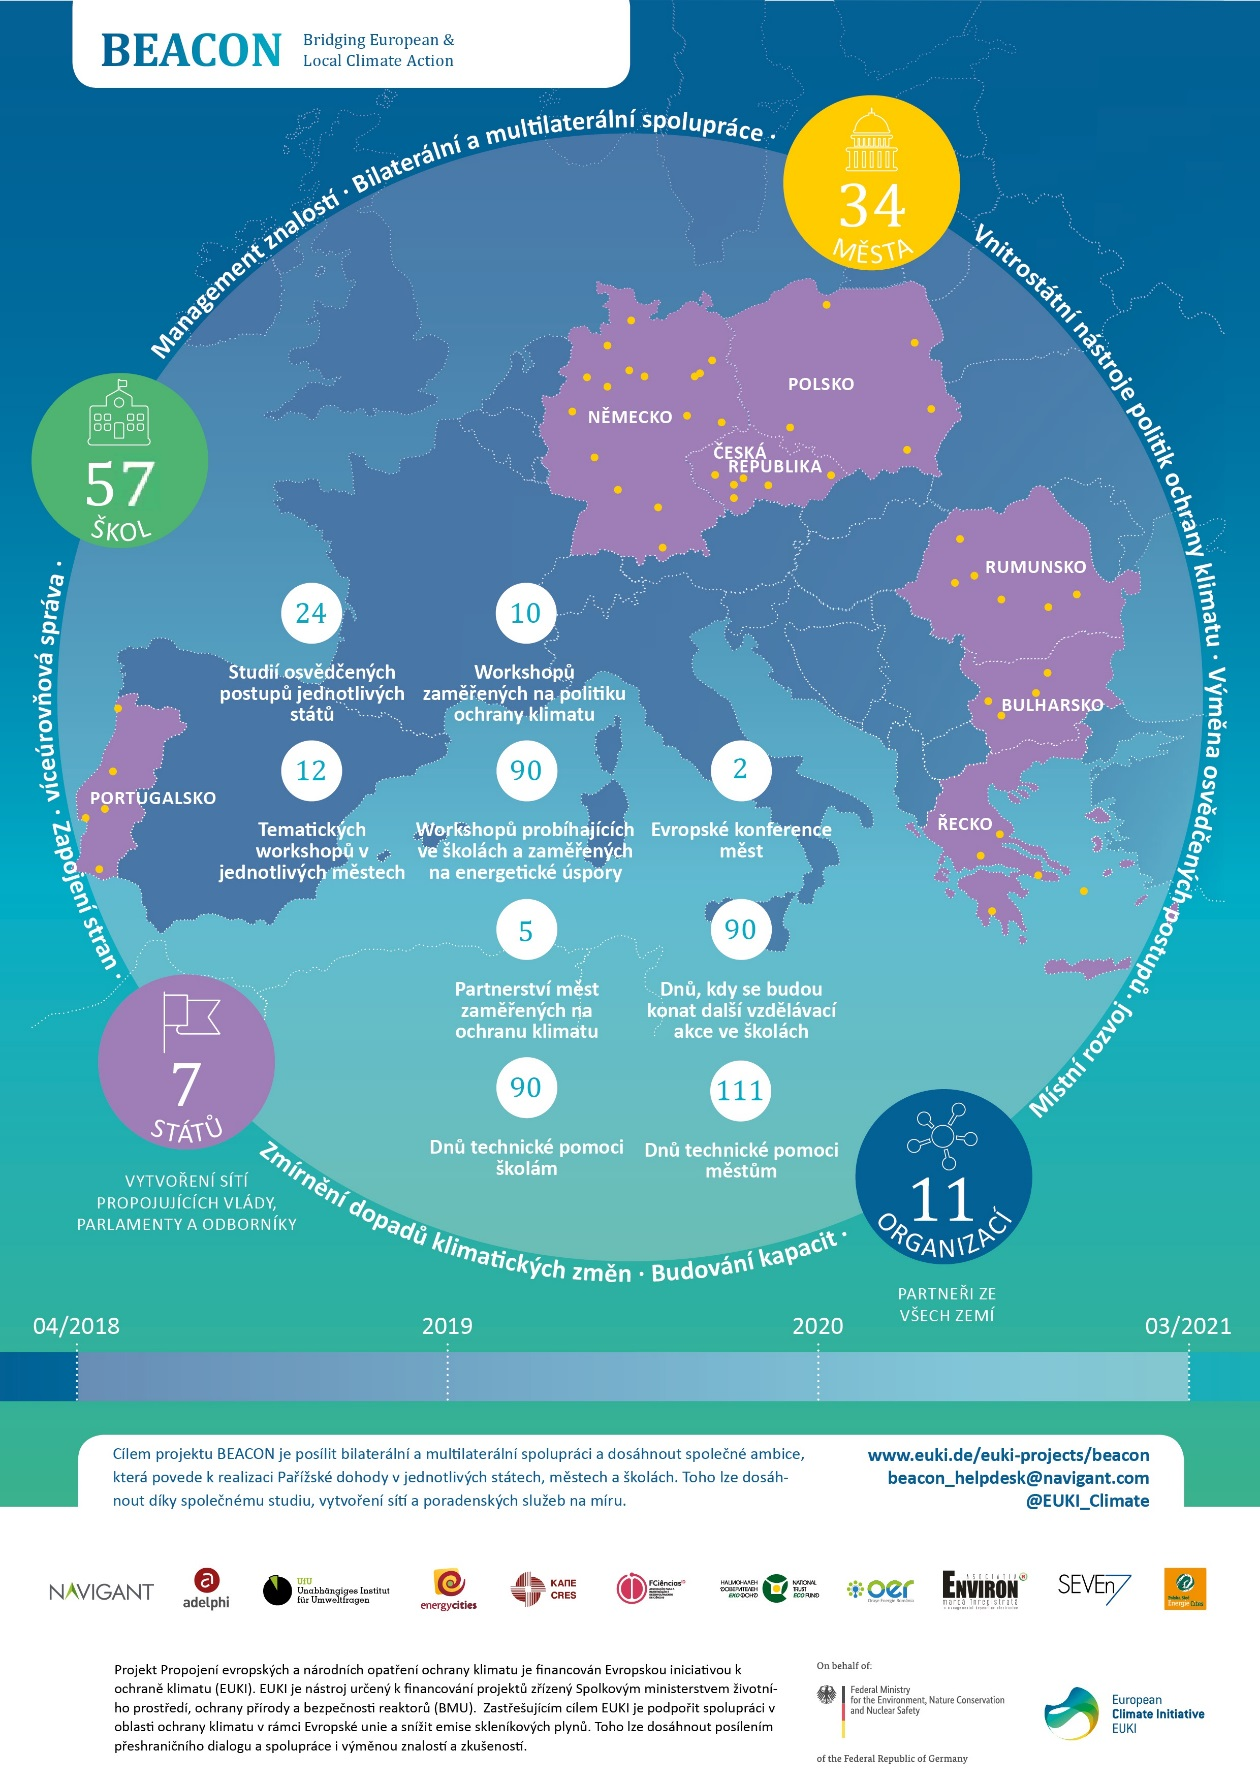 BEACON
Bridging European &
Local Climate Action
Management znalostí · Bilaterální a multilaterální spolupráce ·
34
MĚSTA
Vnitrostátní nástroje politik ochrany klimatu · Výměna osvědčených postupů ·
Místní rozvoj ·
57
ŠKOL
víceúrovňová správa ·
Zapojení stran ·
POLSKO
NĚMECKO
ČESKÁ
REPUBLIKA
RUMUNSKO
BULHARSKO
ŘECKO
PORTUGALSKO
24
Studií osvědčených
postupů jednotlivých
států
10
Workshopů
zaměřených na politiku
ochrany klimatu
12
Tematických
workshopů v
jednotlivých městech
90
Workshopů probíhajících
ve školách a zaměřených
na energetické úspory
2
Evropské konference
měst
5
Partnerství měst
zaměřených na
ochranu klimatu
90
Dnů, kdy se budou
konat další vzdělávací
akce ve školách
90
Dnů technické pomoci
školám
111
Dnů technické pomoci
městům
7
STÁTŮ
VYTVOŘENÍ SÍTÍ
PROPOJUJÍCÍCH VLÁDY,
PARLAMENTY A ODBORNÍKY
Zmírnění dopadů klimatických změn · Budování kapacit ·
11
ORGANIZACÍ
PARTNEŘI ZE
VŠECH ZEMÍ
04/2018
2019
2020
03/2021
Cílem projektu BEACON je posílit bilaterální a multilaterální spolupráci a dosáhnout společné ambice,
která povede k realizaci Pařížské dohody v jednotlivých státech, městech a školách. Toho lze dosáh-
nout díky společnému studiu, vytvoření sítí a poradenských služeb na míru.
www.euki.de/euki-projects/beacon
beacon_helpdesk@navigant.com
@EUKI_Climate
NAVIGANT
adelphi
UfU
Unabhängiges Institut
für Umweltfragen
energycities
ΚΑΠΕ
CRES
FCiências
NATIONAL
TRUST
ECOFUND
oer
ASOCIATIA
ENVIRON
SEVEn
Projekt Propojení evropských a národních opatření ochrany klimatu je financován Evropskou iniciativou k
ochraně klimatu (EUKI). EUKI je nástroj určený k financování projektů zřízený Spolkovým ministerstvem životní-
ho prostředí, ochrany přírody a bezpečnosti reaktorů (BMU). Zastřešujícím cílem EUKI je podpořit spolupráci v
oblasti ochrany klimatu v rámci Evropské unie a snížit emise skleníkových plynů. Toho lze dosáhnout posílením
přeshraničního dialogu a spolupráce i výměnou znalostí a zkušeností.
On behalf of:
Federal Ministry
for the Environment, Nature Conservation
and Nuclear Safety
of the Federal Republic of Germany
European
Climate Initiative
EUKI